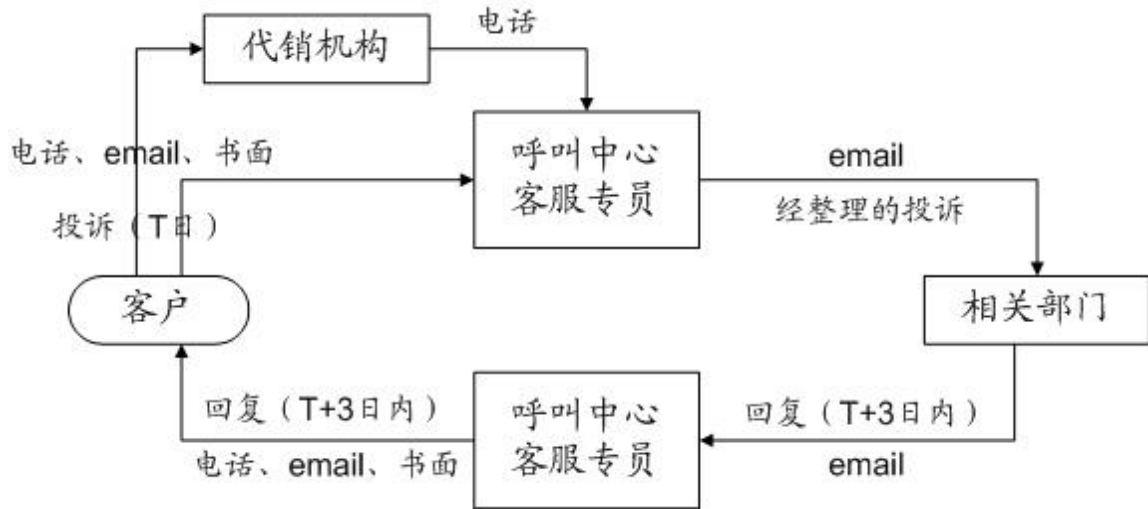 代销机构
电话
电话、email、书面
呼叫中心
客服专员
email
经整理的投诉
投诉（T日）
客户
相关部门
回复（T+3日内）
电话、email、书面
呼叫中心
客服专员
回复（T+3日内）
email